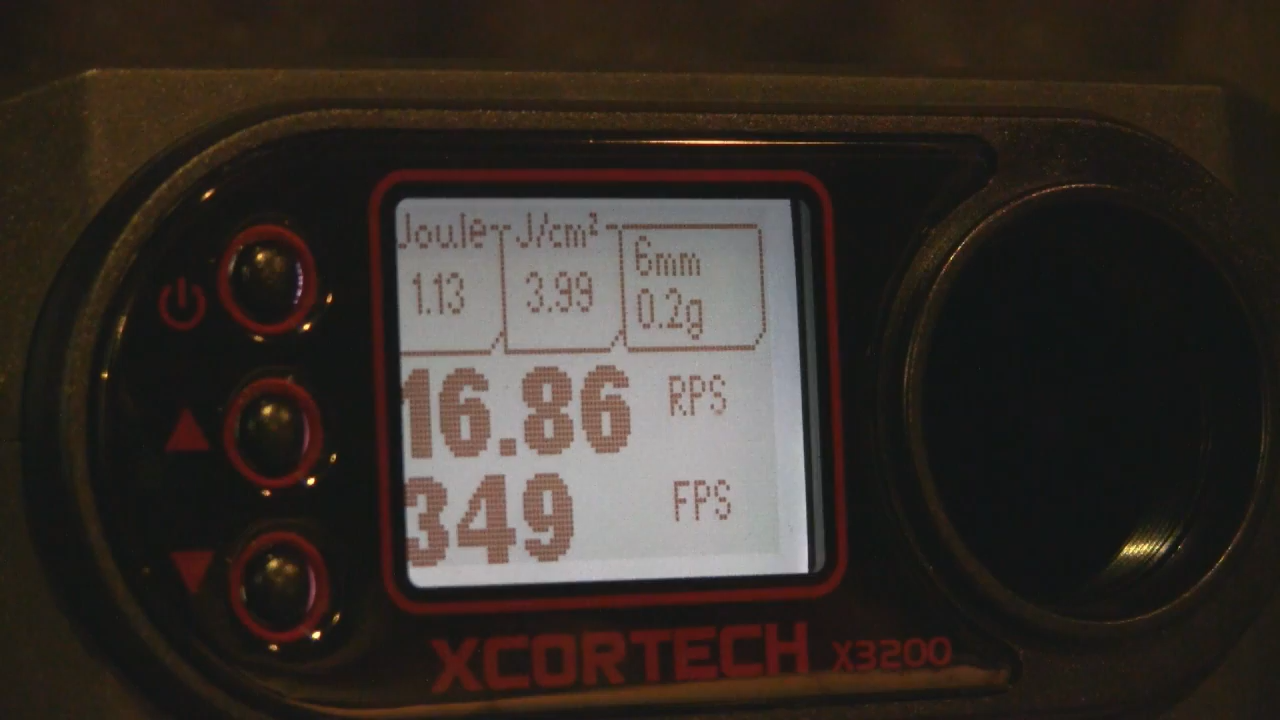 Joule J/cm² 6mm
1.13 3.99 0.2g
16.86 RPS
349 FPS
XCORTECH X3200